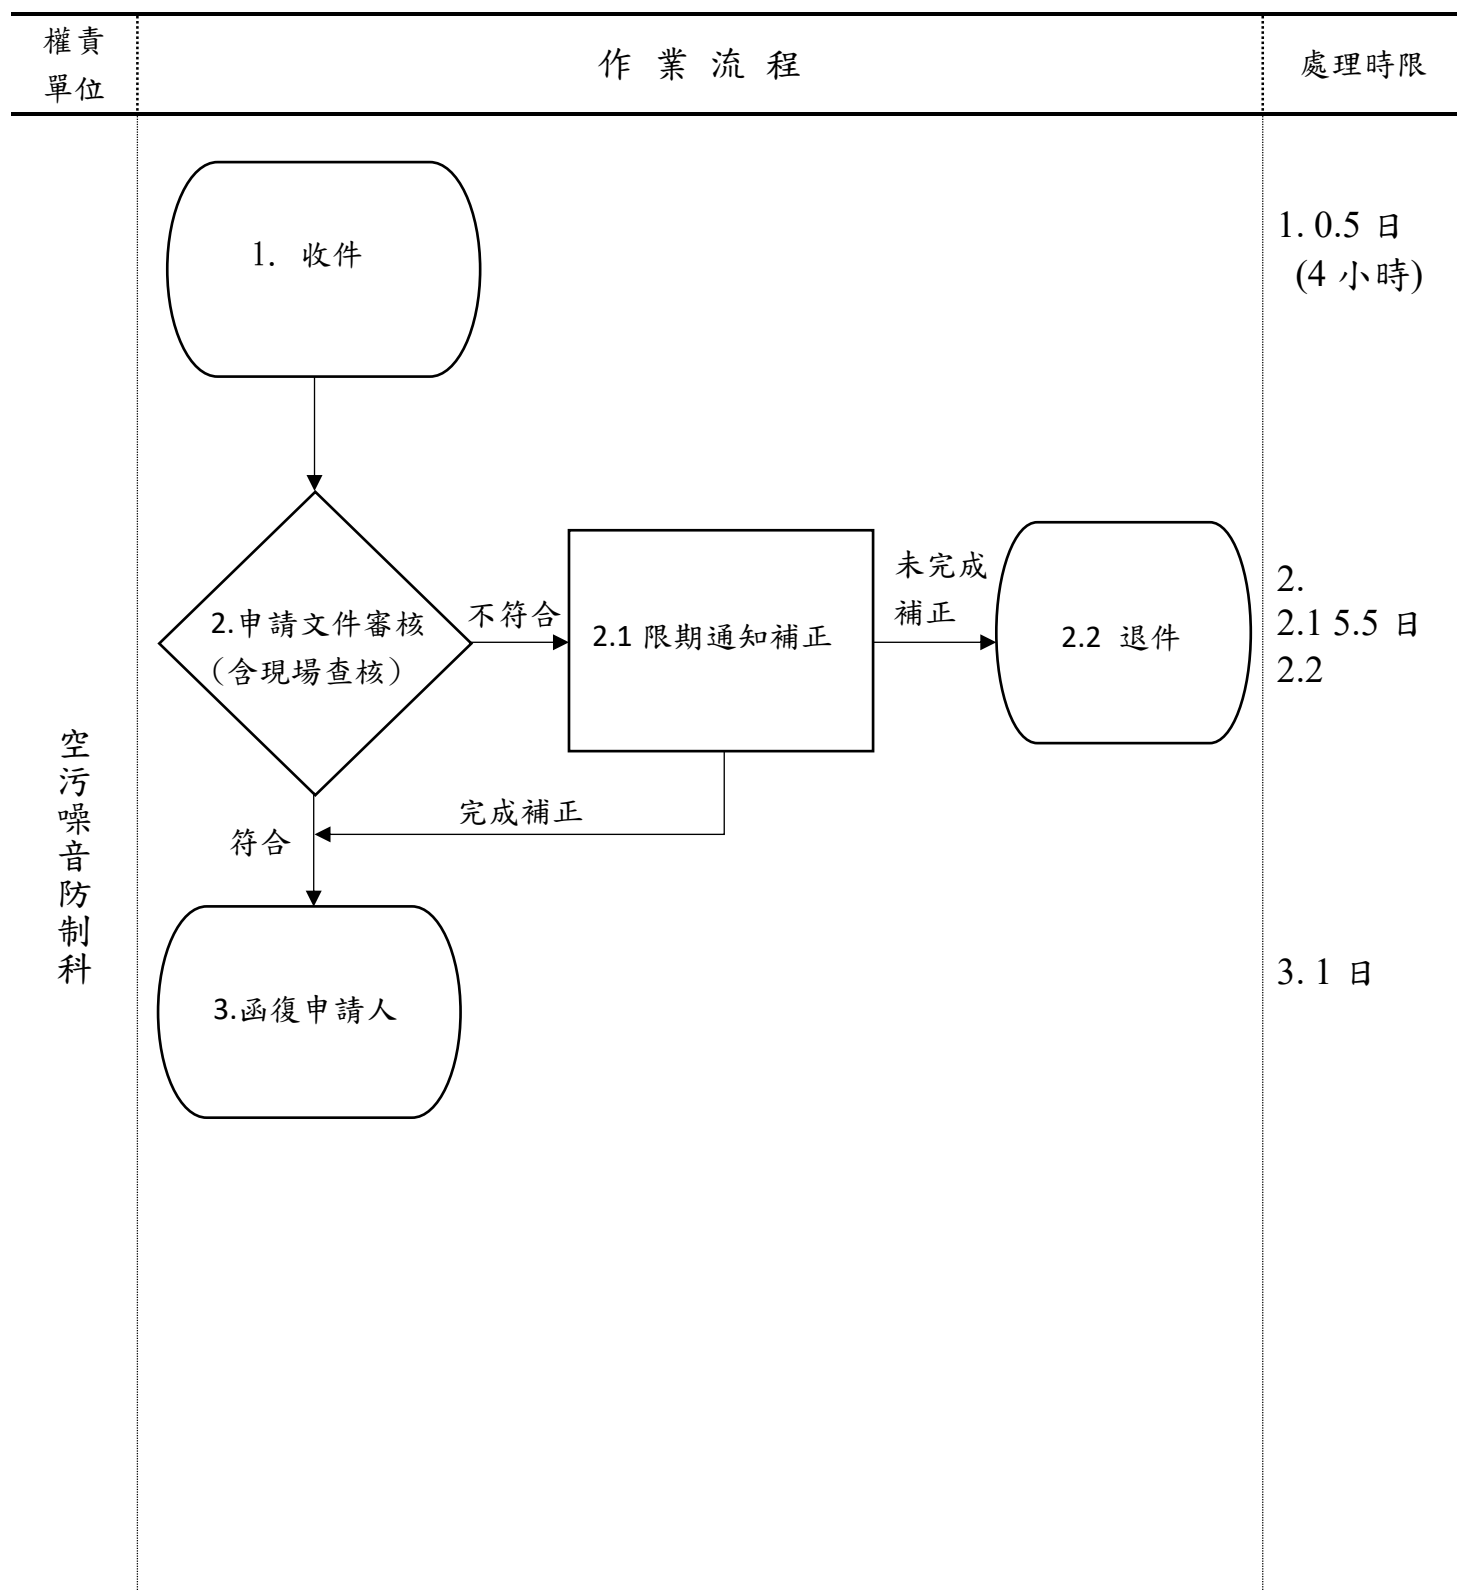 權責
單位
作業流程
處理時限
1. 收件
1. 0.5 日
(4 小時)
2.申請文件審核
(含現場查核)
不符合
2.1 限期通知補正
未完成
補正
2.2 退件
2.
2.1 5.5 日
2.2
完成補正
符合
空污噪音防制科
3.函復申請人
3. 1 日